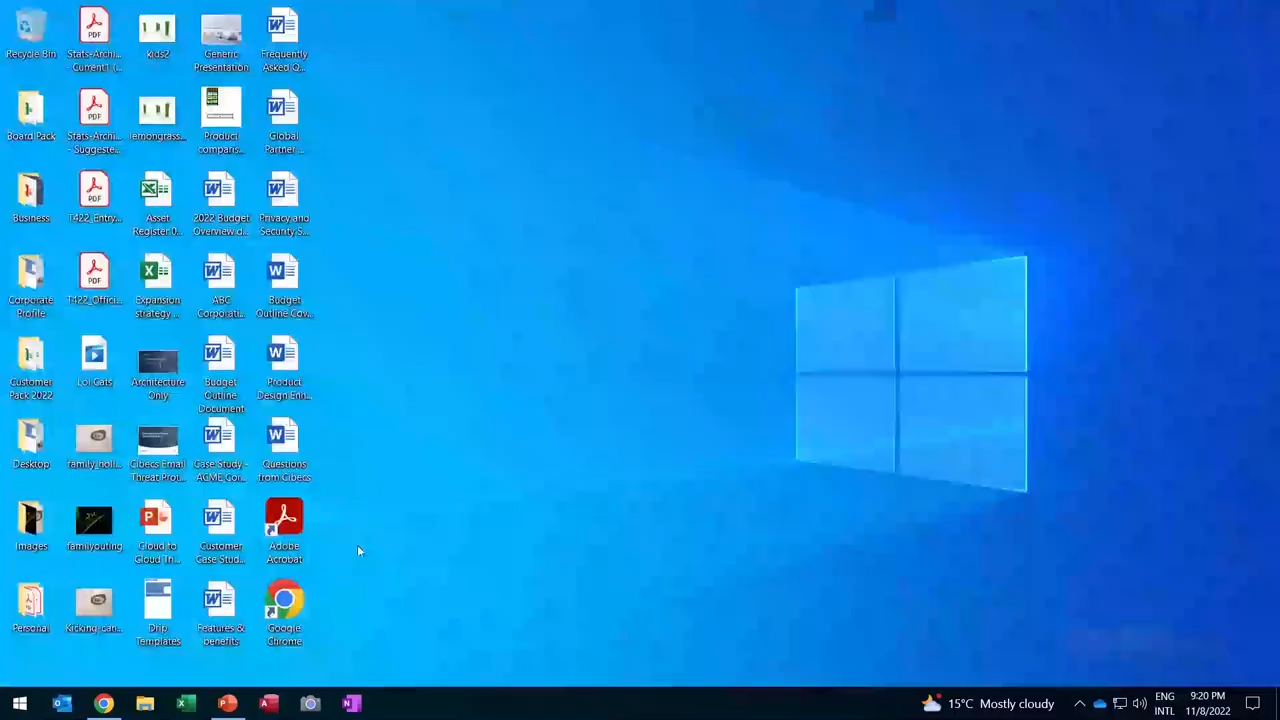 Recycle Bin
Stats-Archi...
- Current1 (...
kids2
Generic
Presentation
Frequently
Asked Q...
Board Pack
Stats-Archi...
- Suggeste...
lemongrass...
Product
comparis...
Global
Partner ...
Business
T422_Entry...
Asset
Register 0...
2022 Budget
Overview d...
Privacy and
Security S...
Corporate
Profile
T422_Offici...
Expansion
strategy ...
ABC
Corporati...
Budget
Outline Cov...
Customer
Pack 2022
Lol Cats
Architecture
Only
Budget
Outline
Document
Product
Design Enh...
Desktop
family_holi...
Cibecs Email
Threat Prot...
Case Study -
ACME Cor...
Questions
from Cibecs
Images
familyouting
Cloud to
Cloud Tr...
Customer
Case Stud...
Adobe
Acrobat
Personal
Kicking-can...
Drip
Templates
Features &
benefits
Google
Chrome
15°C Mostly cloudy
ENG
INTL
9:20 PM
11/8/2022